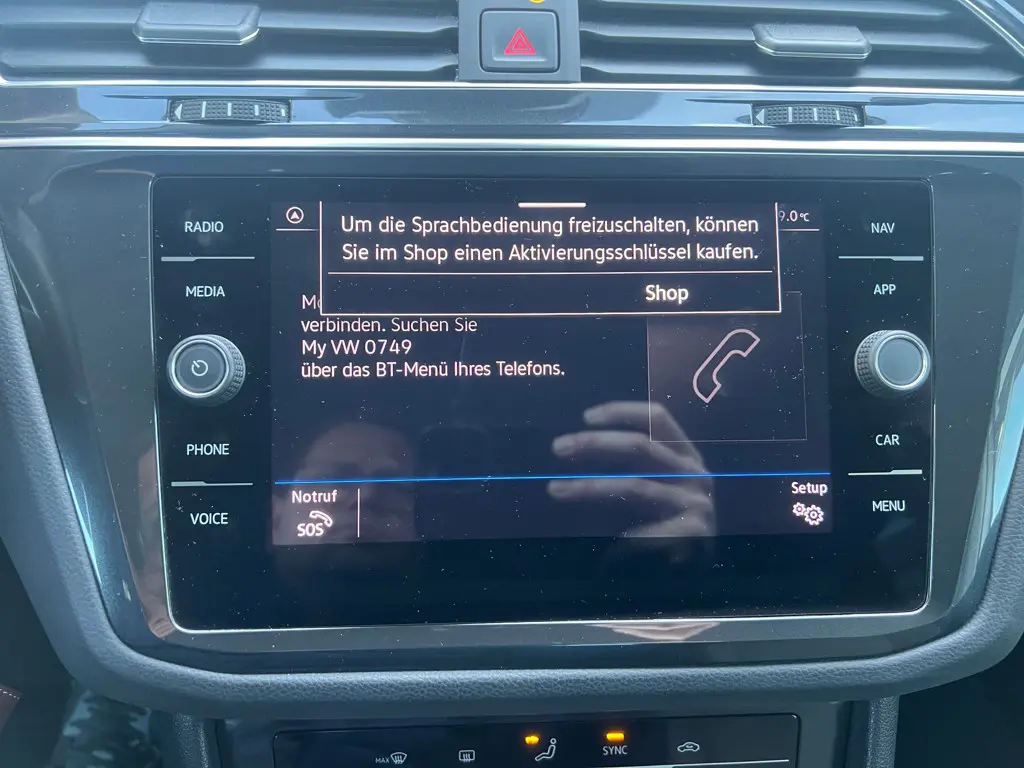 RADIO
MEDIA
PHONE
VOICE
9.0°C
Um die Sprachbedienung freizuschalten, können
Sie im Shop einen Aktivierungsschlüssel kaufen.
Shop
verbinden. Suchen Sie
My VW 0749
über das BT-Menü Ihres Telefons.
Notruf
SOS
Setup
NAV
APP
CAR
MENU
MAX
SYNC